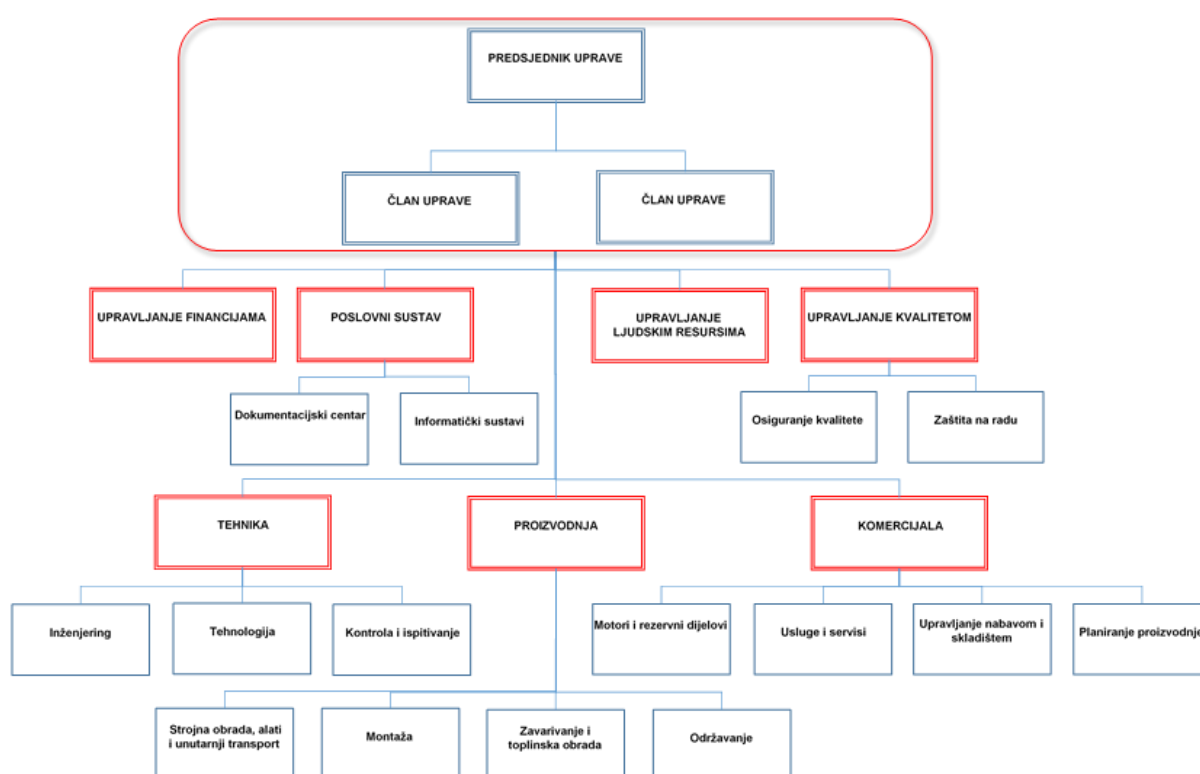 PREDSJEDNIK UPRAVE
ČLAN UPRAVE
ČLAN UPRAVE
UPRAVLJANJE FINANCIJAMA
POSLOVNI SUSTAV
UPRAVLJANJE
LJUDSKIM RESURSIMA
UPRAVLJANJE KVALITETOM
Dokumentacijski centar
Informatički sustavi
Osiguranje kvalitete
Zaštita na radu
TEHNIKA
PROIZVODNJA
KOMERCIJALA
Inženjering
Tehnologija
Kontrola i ispitivanje
Motori i rezervni dijelovi
Usluge i servisi
Upravljanje nabavom i
skladištem
Planiranje proizvodnje
Strojna obrada, alati
i unutarnji transport
Montaža
Zavarivanje i
toplinska obrada
Održavanje